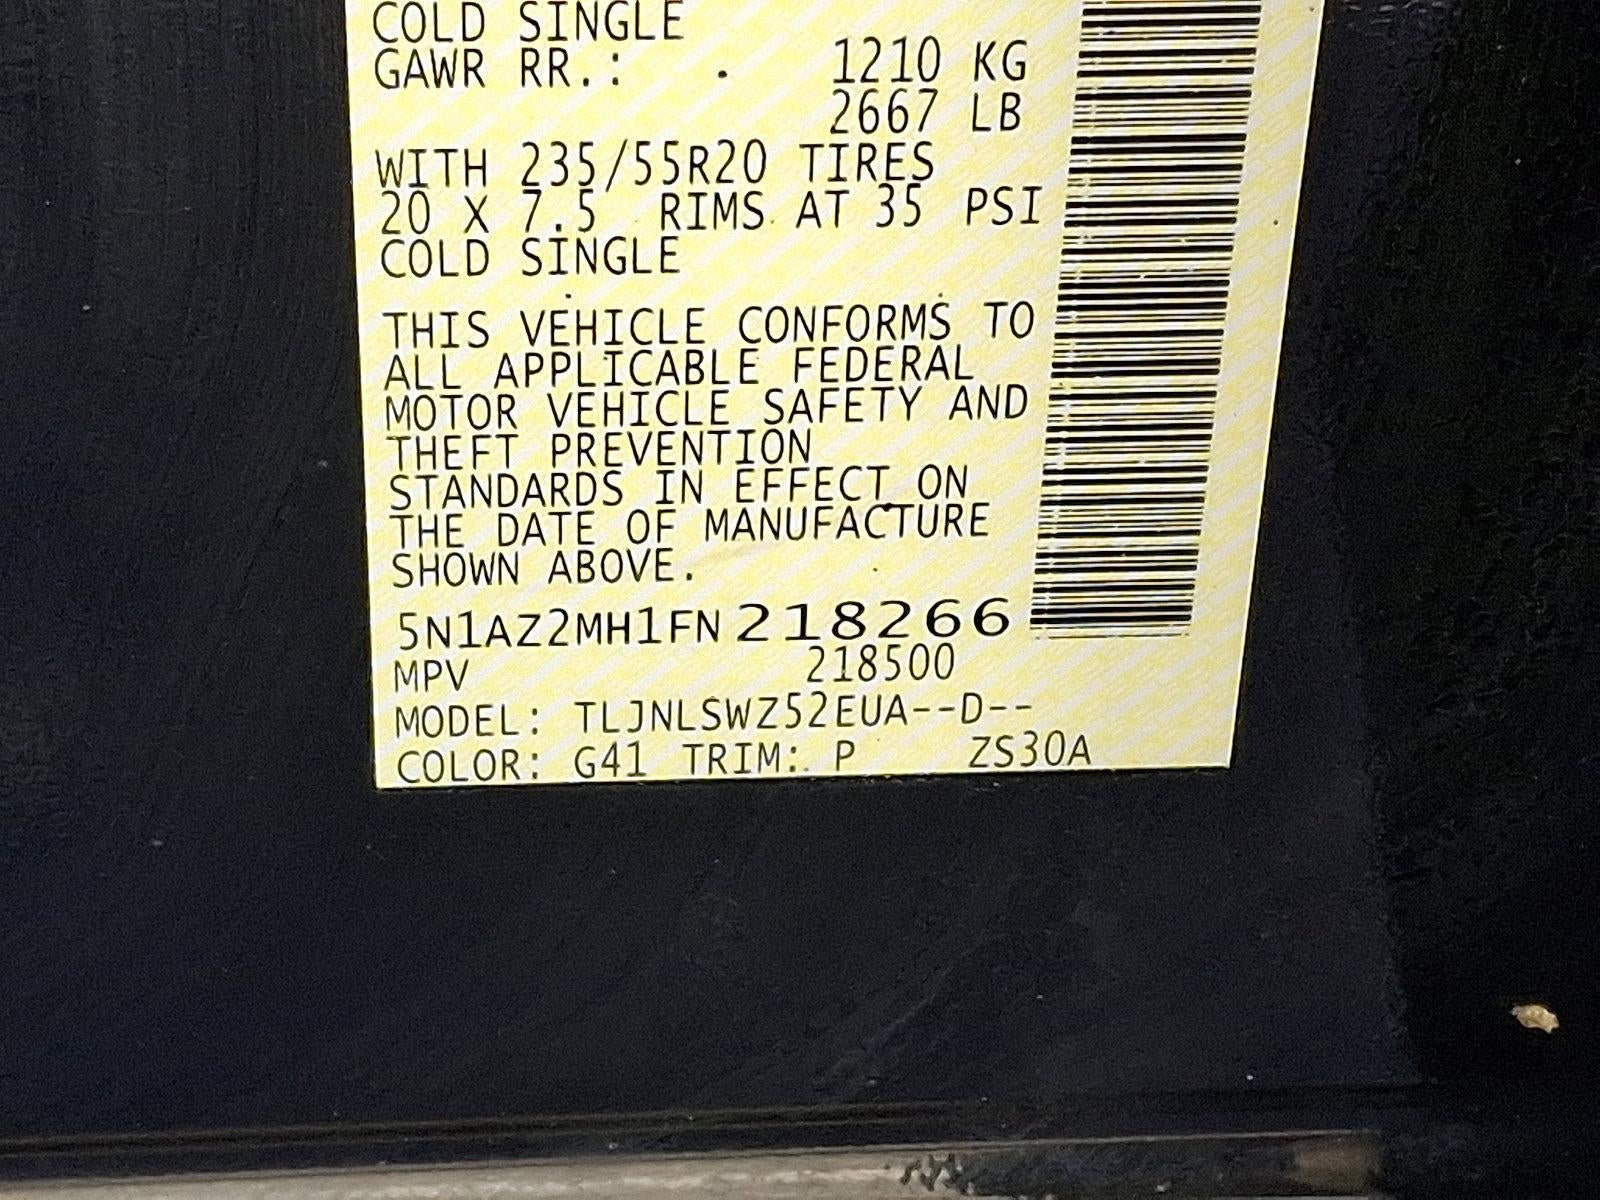 COLD SINGLE
GAWR RR.: 1210 KG
2667 LB
WITH 235/55R20 TIRES
20 X 7.5 RIMS AT 35 PSI
COLD SINGLE
THIS VEHICLE CONFORMS TO
ALL APPLICABLE FEDERAL
MOTOR VEHICLE SAFETY AND
THEFT PREVENTION
STANDARDS IN EFFECT ON
THE DATE OF MANUFACTURE
SHOWN ABOVE.
5N1AZ2MH1FN218266
MPV 218500
MODEL: TLJNLSWZ52EUA--D--
COLOR: G41 TRIM: P ZS30A